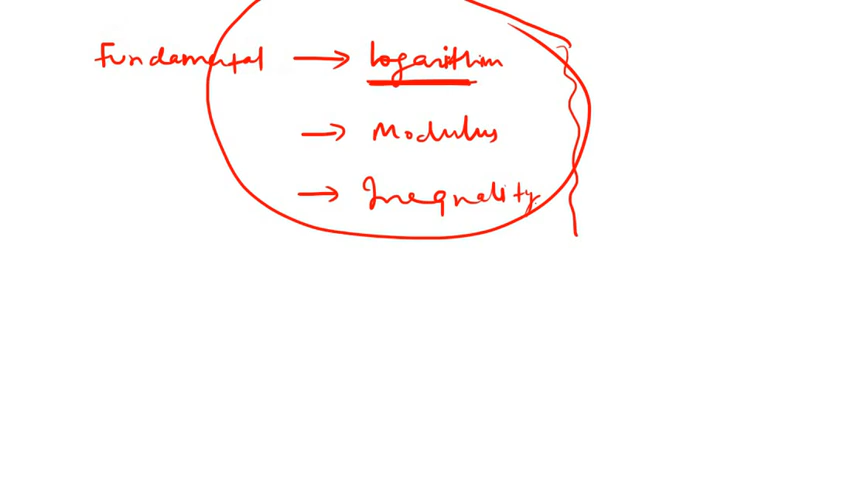 Fundamental → logarithm
→ Modulus
→ Inequality